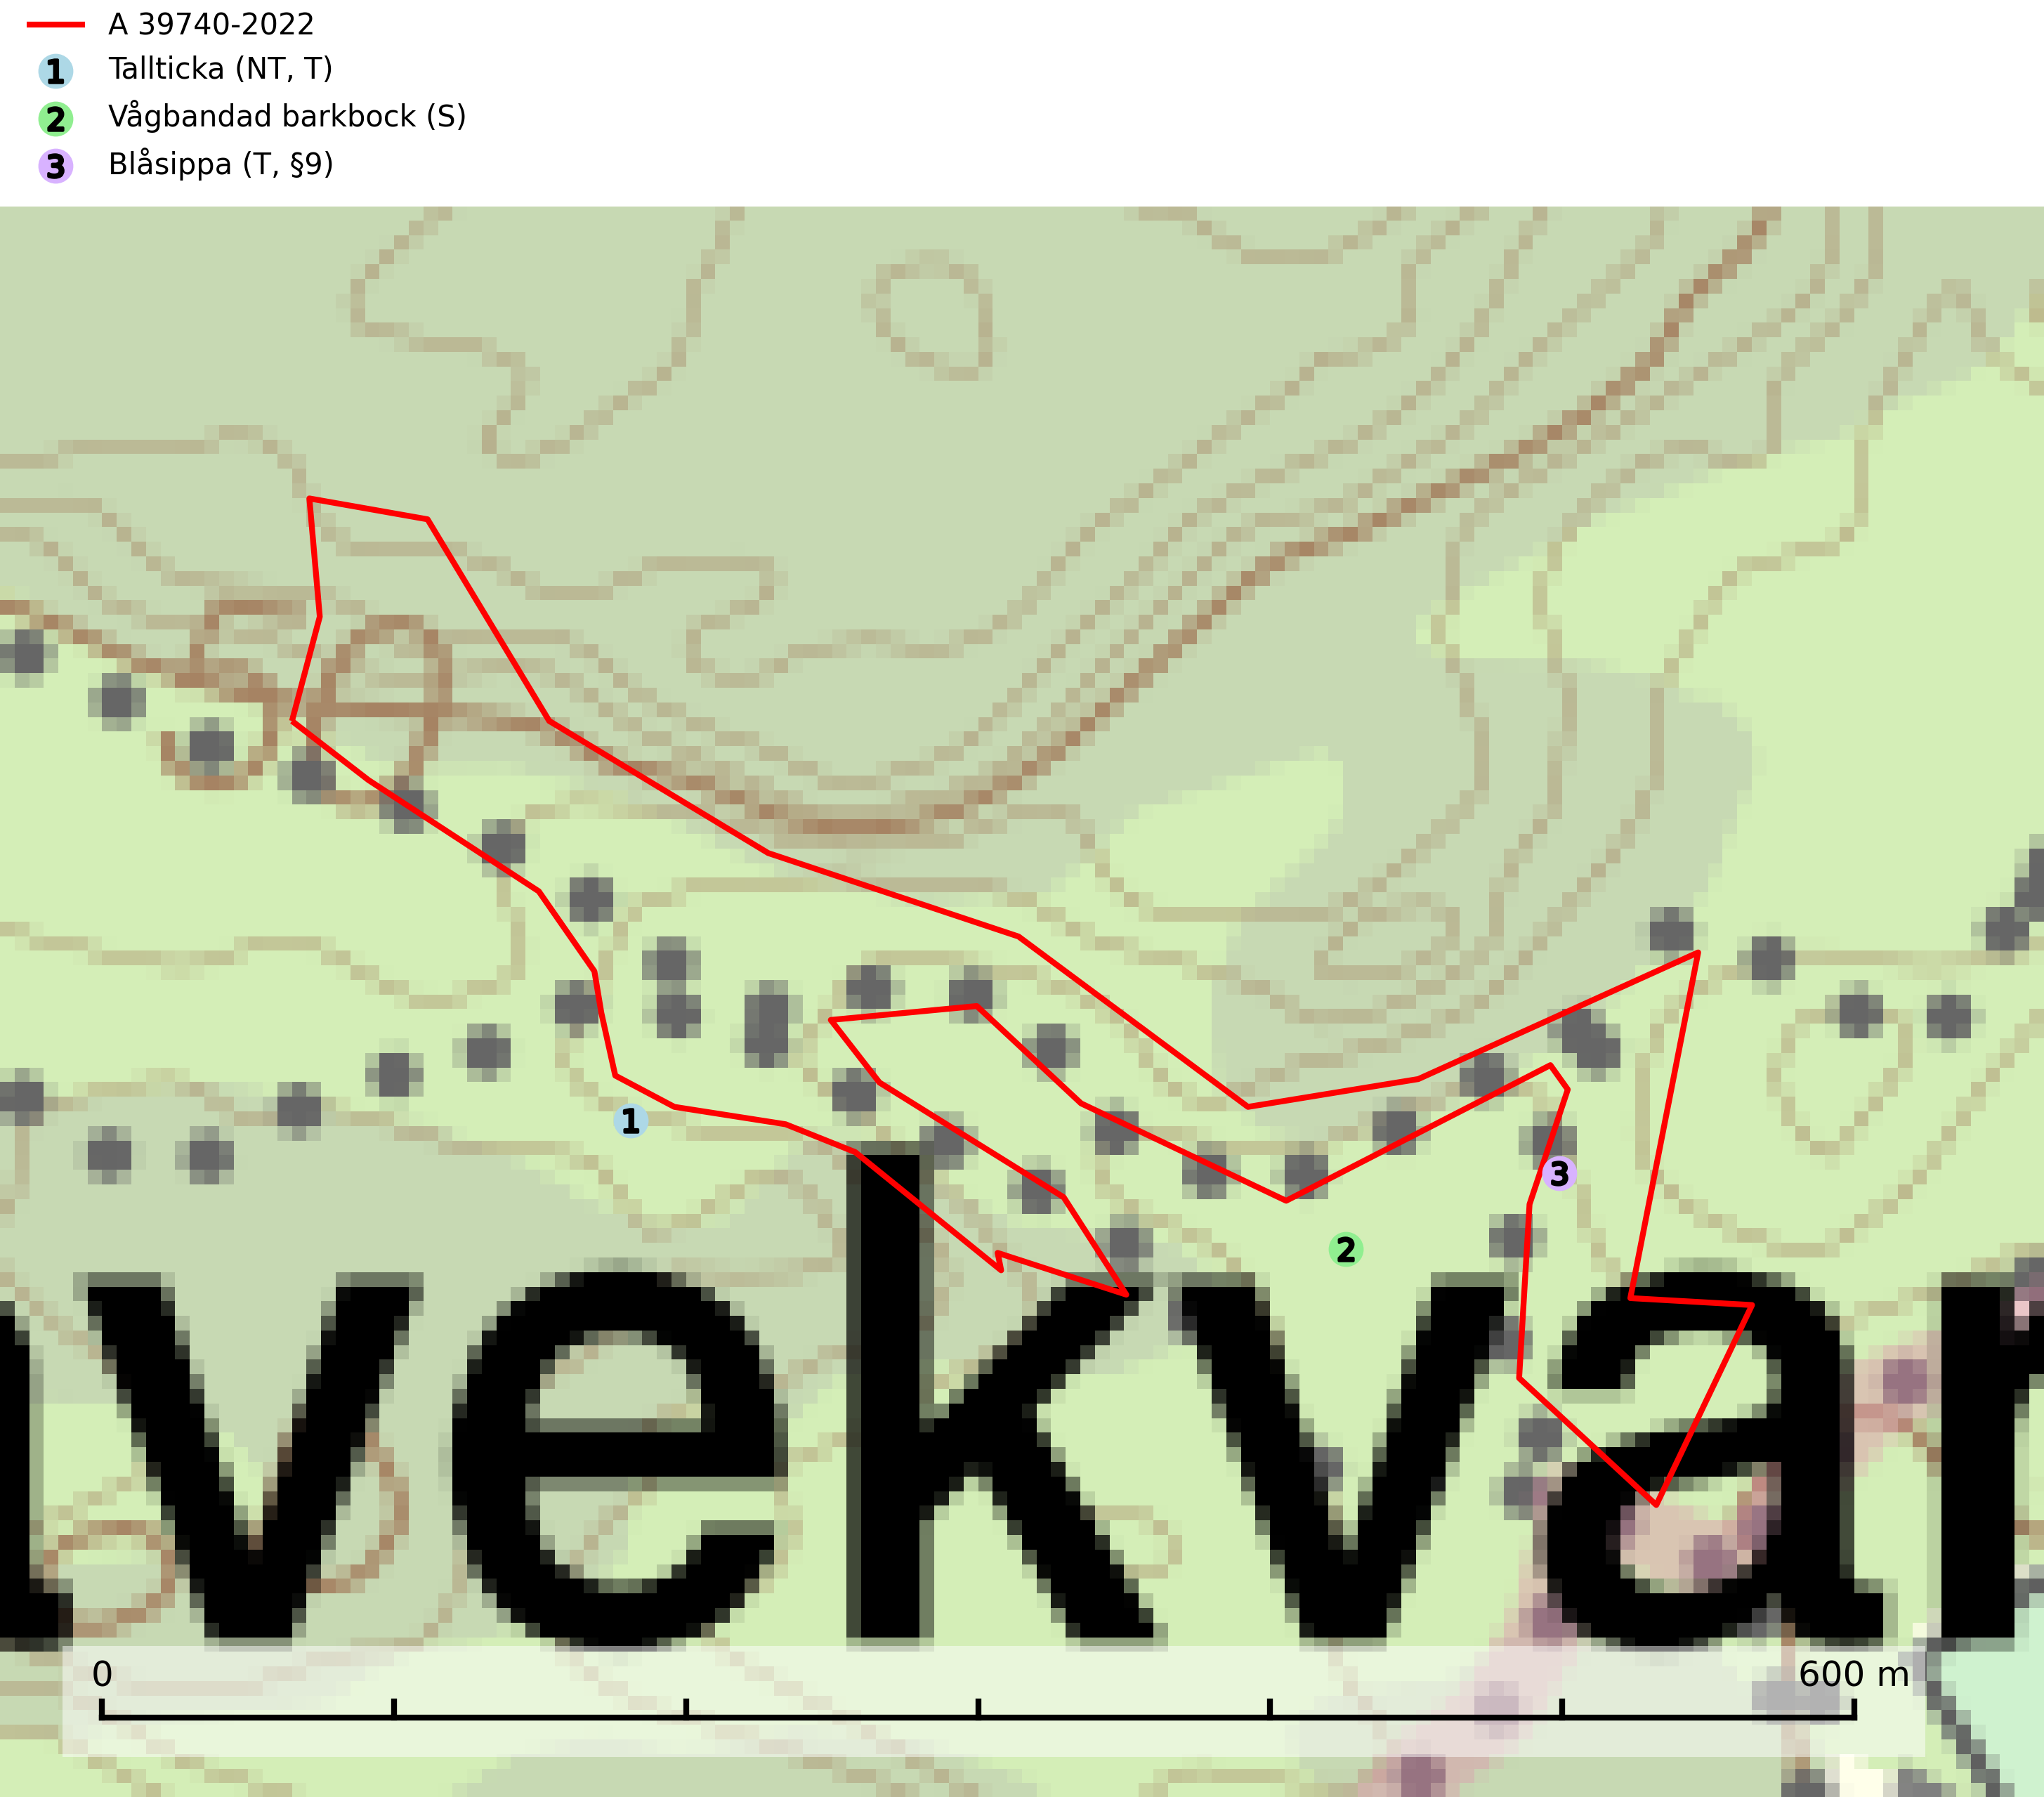 A 39740-2022
1 Tallticka (NT, T)
2 Vågbandad barkbock (S)
3 Blåsippa (T, §9)
1
3
2
vekva
0 600 m